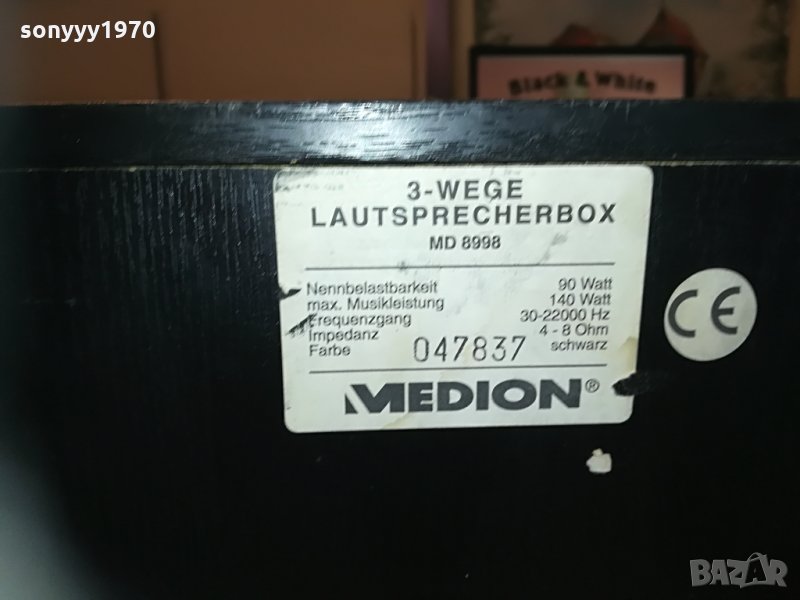 sonyyy1970
Black & White
3-WEGE
LAUTSPRECHERBOX
MD 8998
Nennbelastbarkeit 90 Watt
max. Musikleistung 140 Watt
Frequenzgang 30-22000 Hz
Impedanz 4 - 8 Ohm
Farbe 047837 schwarz
MEDION®
CE
BAZAR